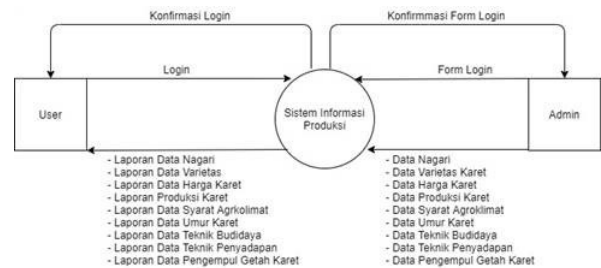 Konfirmasi Login
Konfirmmasi Form Login
Login
Form Login
User
Sistem Informasi
Produksi
Admin
- Laporan Data Nagari
- Laporan Data Varietas
- Laporan Data Harga Karet
- Laporan Produksi Karet
- Laporan Data Syarat Agrkolimat
- Laporan Data Umur Karet
- Laporan Data Teknik Budidaya
- Laporan Data Teknik Penyadapan
- Laporan Data Pengempul Getah Karet
- Data Nagari
- Data Varietas Karet
- Data Harga Karet
- Data Produksi Karet
- Data Syarat Agroklimat
- Data Umur Karet
- Data Teknik Budidaya
- Data Teknik Penyadapan
- Data Pengempul Getah Karet